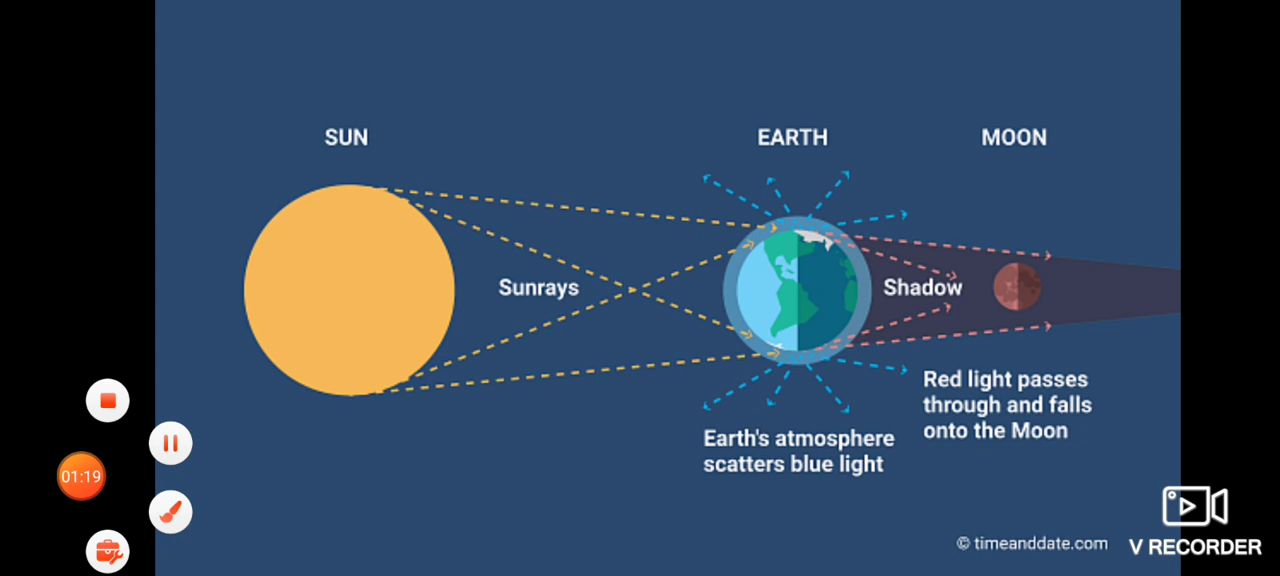 SUN
EARTH
MOON
Sunrays
Shadow
Red light passes
through and falls
onto the Moon
Earth's atmosphere
scatters blue light
01:19
© timeanddate.com
V RECORDER